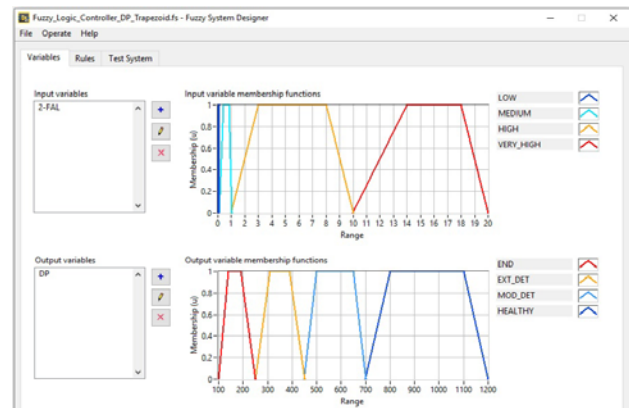 Fuzzy_Logic_Controller_DP_Trapezoid.fs - Fuzzy System Designer
File Operate Help
Variables Rules Test System
Input variables
2-FAL
Input variable membership functions
Membership (u)
1
0.8
0.6
0.4
0.2
0
0 1 2 3 4 5 6 7 8 9 10 11 12 13 14 15 16 17 18 19 20
Range
LOW
MEDIUM
HIGH
VERY_HIGH
Output variables
DP
Output variable membership functions
Membership (u)
1
0.8
0.6
0.4
0.2
0
100 200 300 400 500 600 700 800 900 1000 1100 1200
Range
END
EXT_DET
MOD_DET
HEALTHY